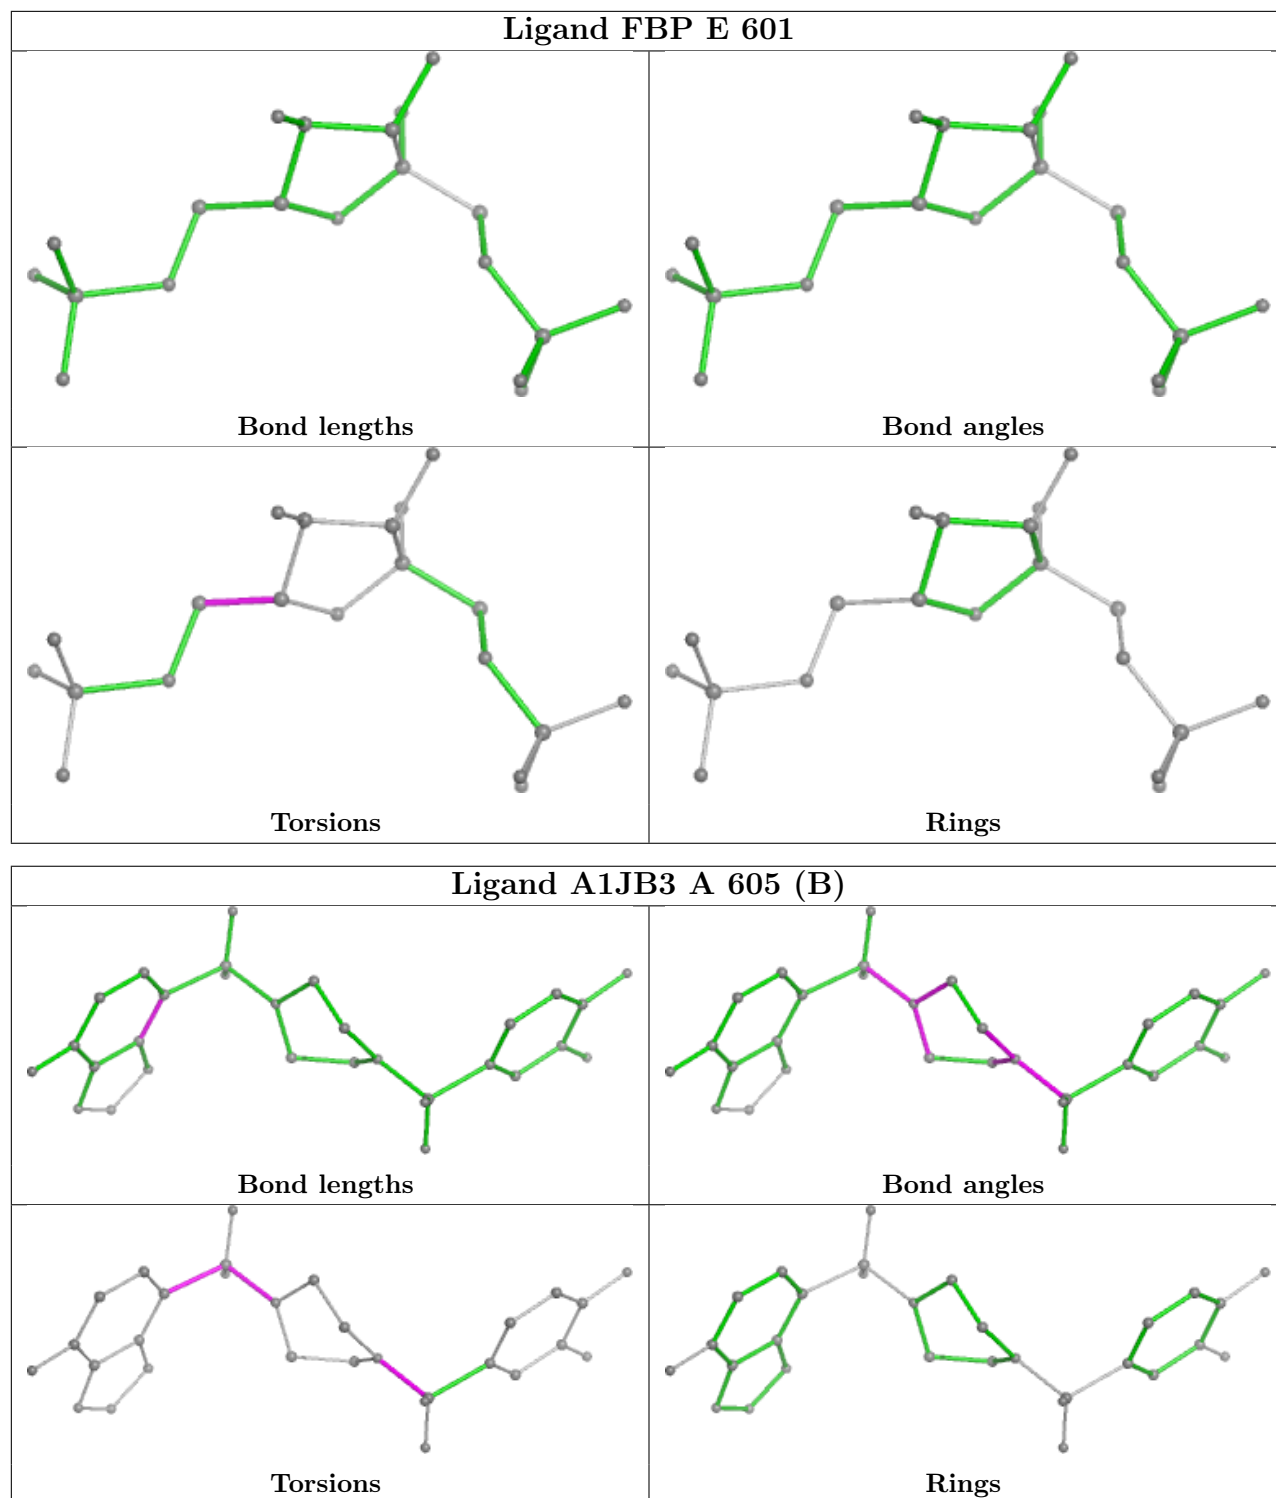 Ligand FBP E 601
Bond lengths
Bond angles
Torsions
Rings
Ligand A1JB3 A 605 (B)
Bond lengths
Bond angles
Torsions
Rings